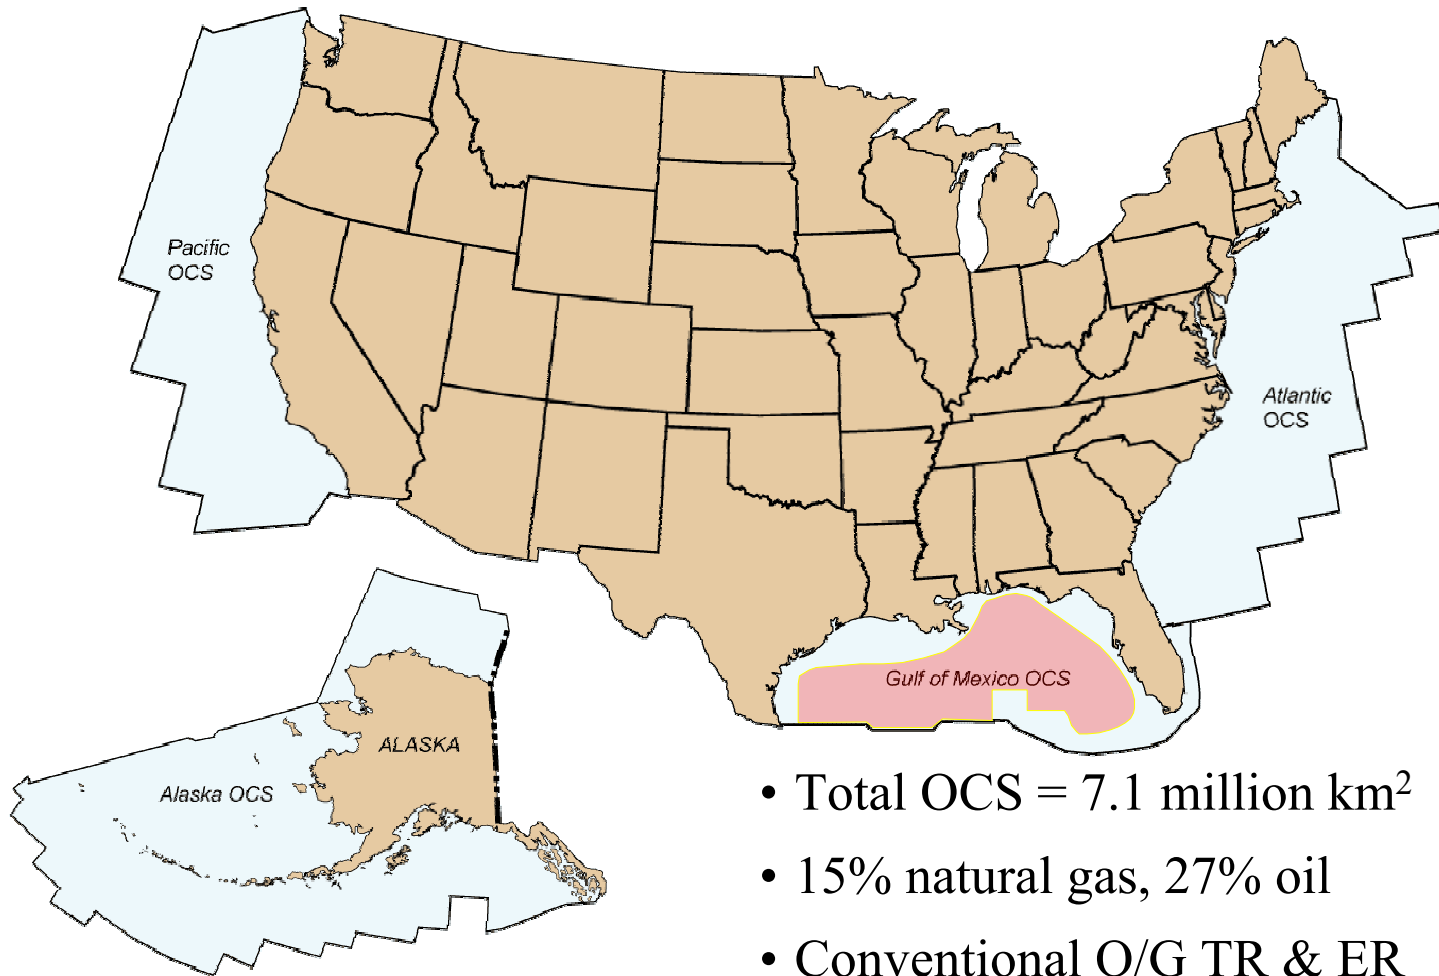 Pacific
OCS
Atlantic
OCS
Gulf of Mexico OCS
ALASKA
Alaska OCS
• Total OCS = 7.1 million km²
• 15% natural gas, 27% oil
• Conventional O/G TR & ER